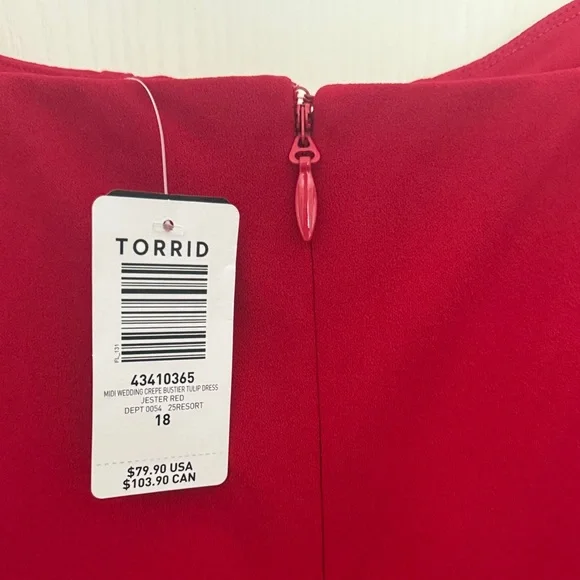 TORRID
FL_131
43410365
MIDI WEDDING CREPE BUSTIER TULIP DRESS
JESTER RED
DEPT 0054 25RESORT
18
$79.90 USA
$103.90 CAN